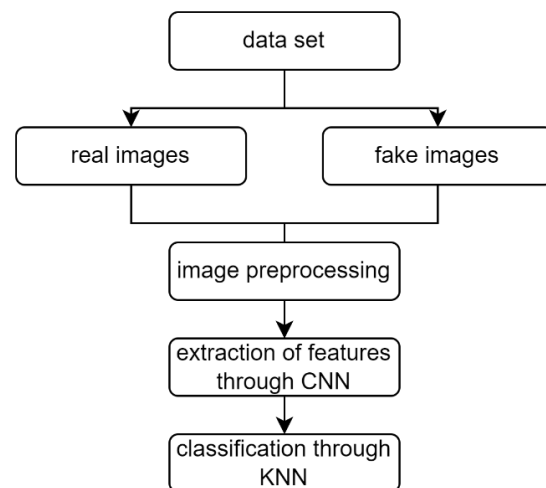 data set
real images
fake images
image preprocessing
extraction of features
through CNN
classification through
KNN